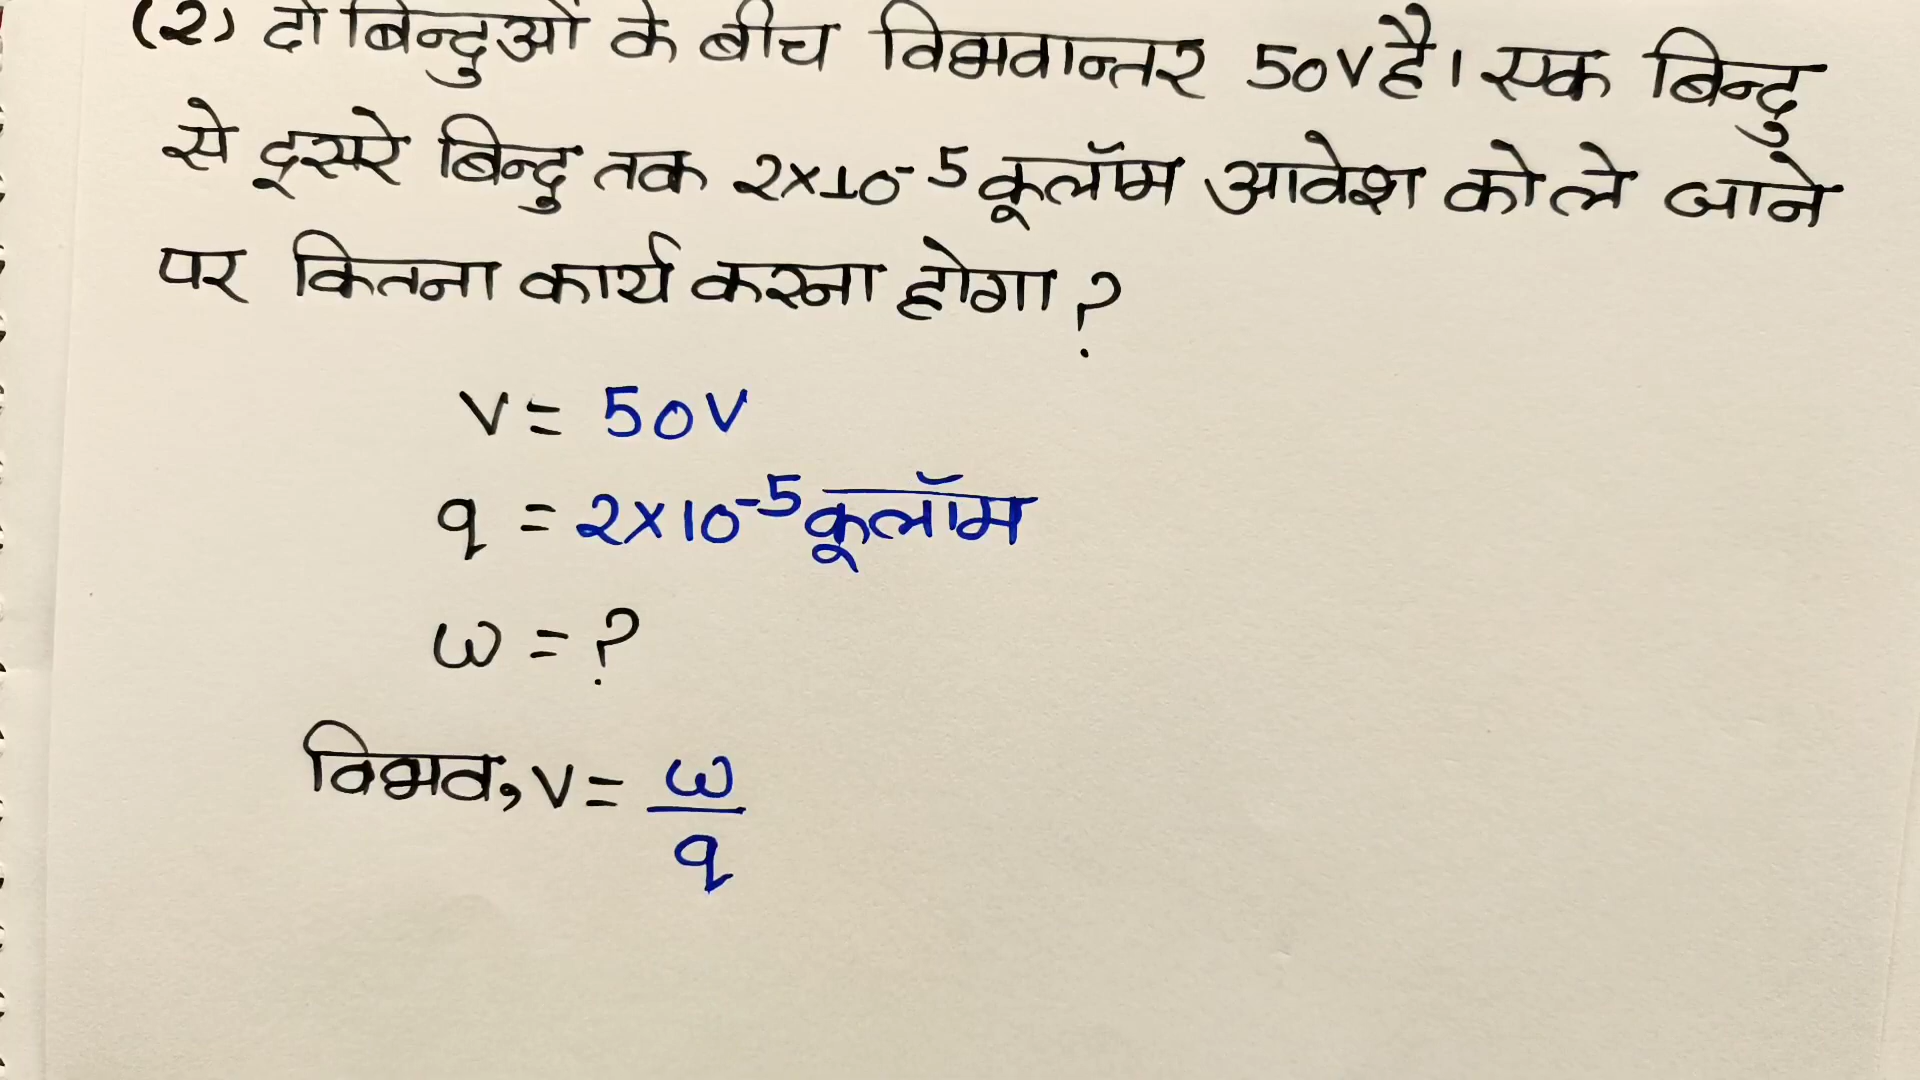 (2) दो बिन्दुओं के बीच विभवान्तर 50V है। एक बिन्दु
से दूसरे बिन्दु तक 2×10⁻⁵ कूलॉम आवेश को ले जाने
पर कितना कार्य करना होगा?
V = 50V
q = 2×10⁻⁵ कूलॉम
ω = ?
विभव, V = ω/q